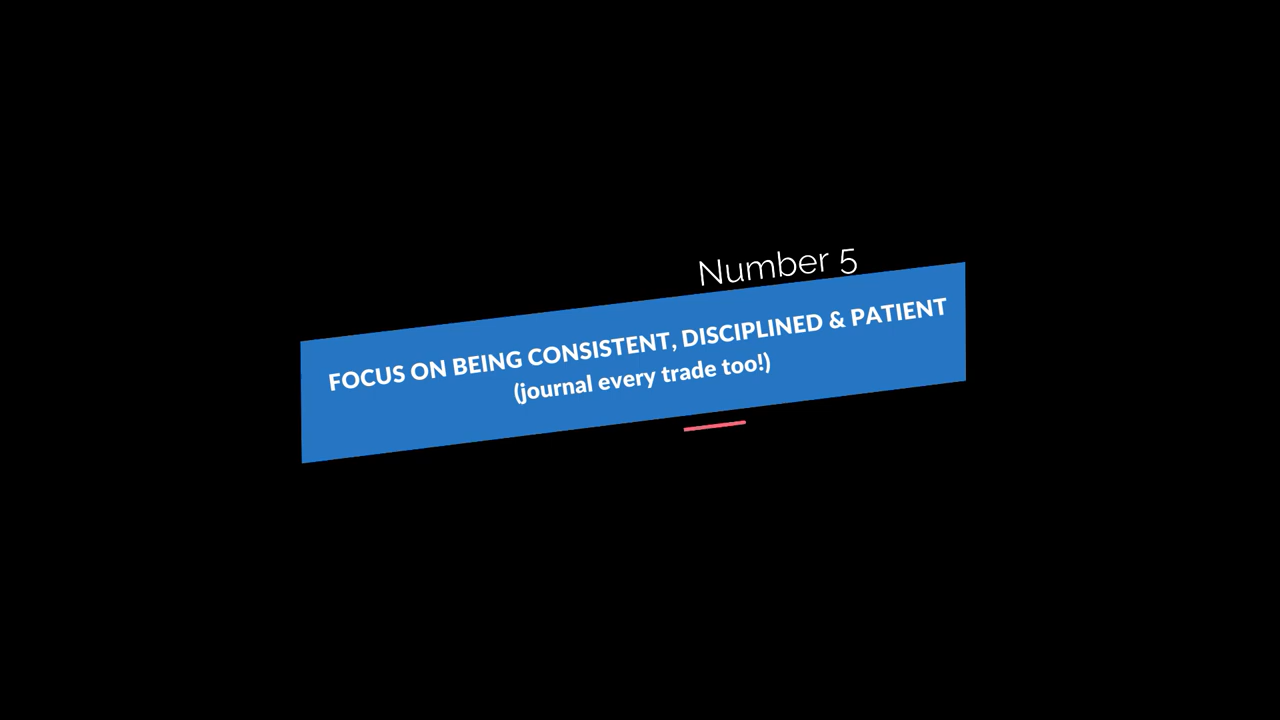 Number 5
FOCUS ON BEING CONSISTENT, DISCIPLINED & PATIENT
(journal every trade too!)